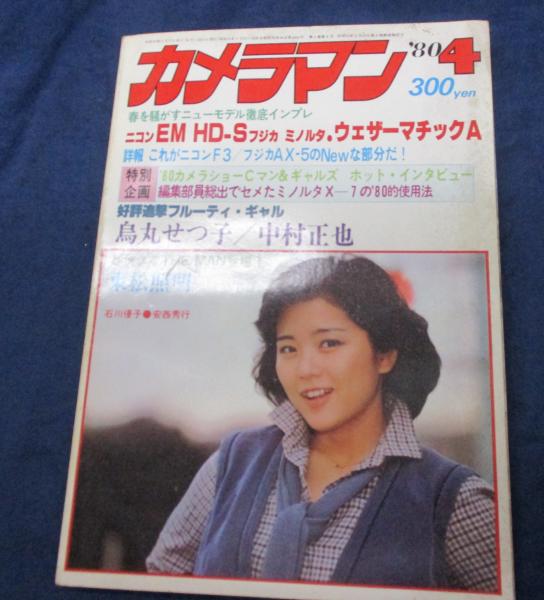 カメラマン '80 4
300yen
春を騒がすニューモデル徹底インプレ
ニコンEM HD-Sフジカ ミノルタ・ウェザーマチックA
詳報 これがニコンF3/フジカAX-5のNewな部分だ!
特別企画 '80カメラショーCマン&ギャルズ ホット・インタビュー
編集部員総出でセメたミノルタX-7の'80的使用法
好評追撃フルーティ・ギャル
烏丸せつ子/中村正也
東松照明
石川優子●安西秀行